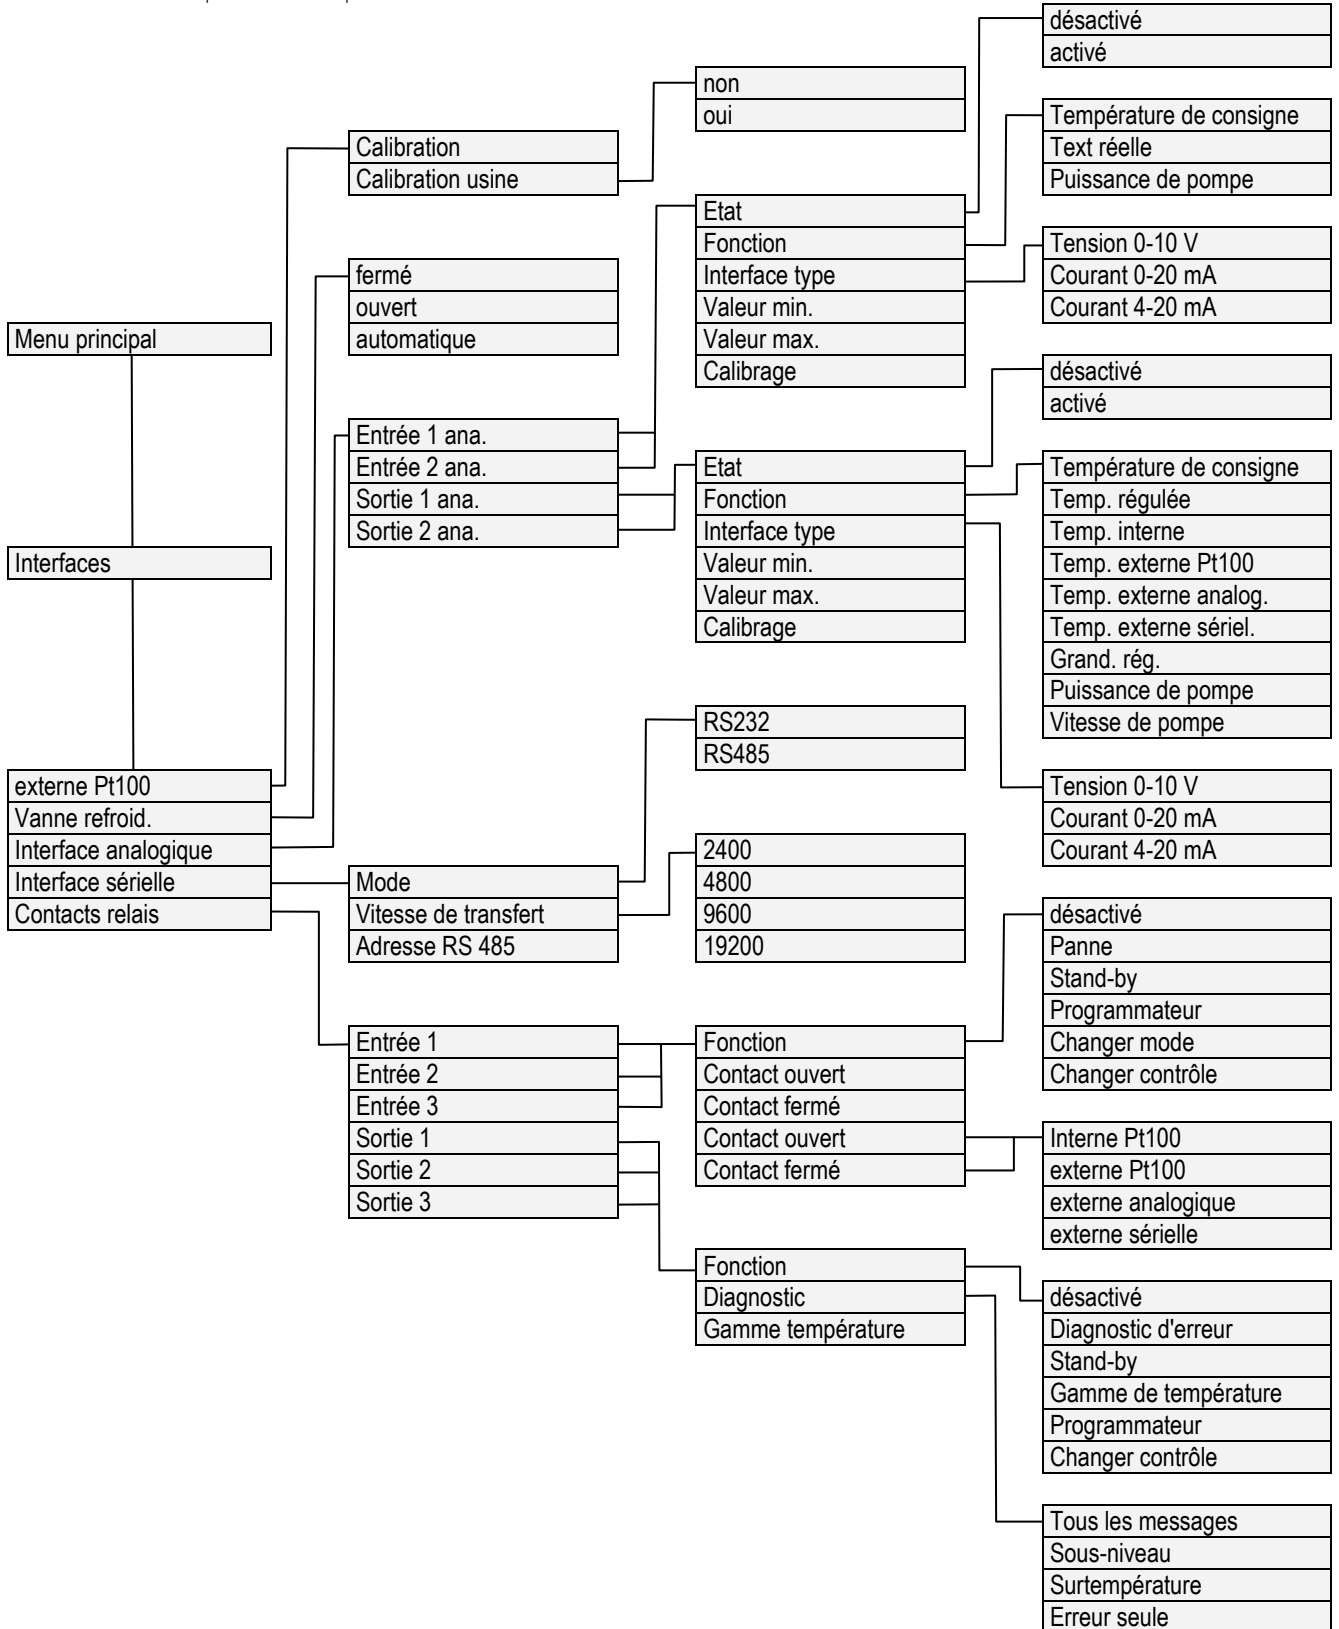 Menu principal
Interfaces
externe Pt100
Vanne refroid.
Interface analogique
Interface sérielle
Contacts relais
Calibration
Calibration usine
fermé
ouvert
automatique
Entrée 1 ana.
Entrée 2 ana.
Sortie 1 ana.
Sortie 2 ana.
Mode
Vitesse de transfert
Adresse RS 485
Entrée 1
Entrée 2
Entrée 3
Sortie 1
Sortie 2
Sortie 3
non
oui
Etat
Fonction
Interface type
Valeur min.
Valeur max.
Calibrage
Etat
Fonction
Interface type
Valeur min.
Valeur max.
Calibrage
RS232
RS485
2400
4800
9600
19200
Fonction
Contact ouvert
Contact fermé
Contact ouvert
Contact fermé
Fonction
Diagnostic
Gamme température
désactivé
activé
Température de consigne
Text réelle
Puissance de pompe
Tension 0-10 V
Courant 0-20 mA
Courant 4-20 mA
désactivé
activé
Température de consigne
Temp. régulée
Temp. interne
Temp. externe Pt100
Temp. externe analog.
Temp. externe sériel.
Grand. rég.
Puissance de pompe
Vitesse de pompe
Tension 0-10 V
Courant 0-20 mA
Courant 4-20 mA
désactivé
Panne
Stand-by
Programmateur
Changer mode
Changer contrôle
Interne Pt100
externe Pt100
externe analogique
externe sérielle
désactivé
Diagnostic d'erreur
Stand-by
Gamme de température
Programmateur
Changer contrôle
Tous les messages
Sous-niveau
Surtempérature
Erreur seule